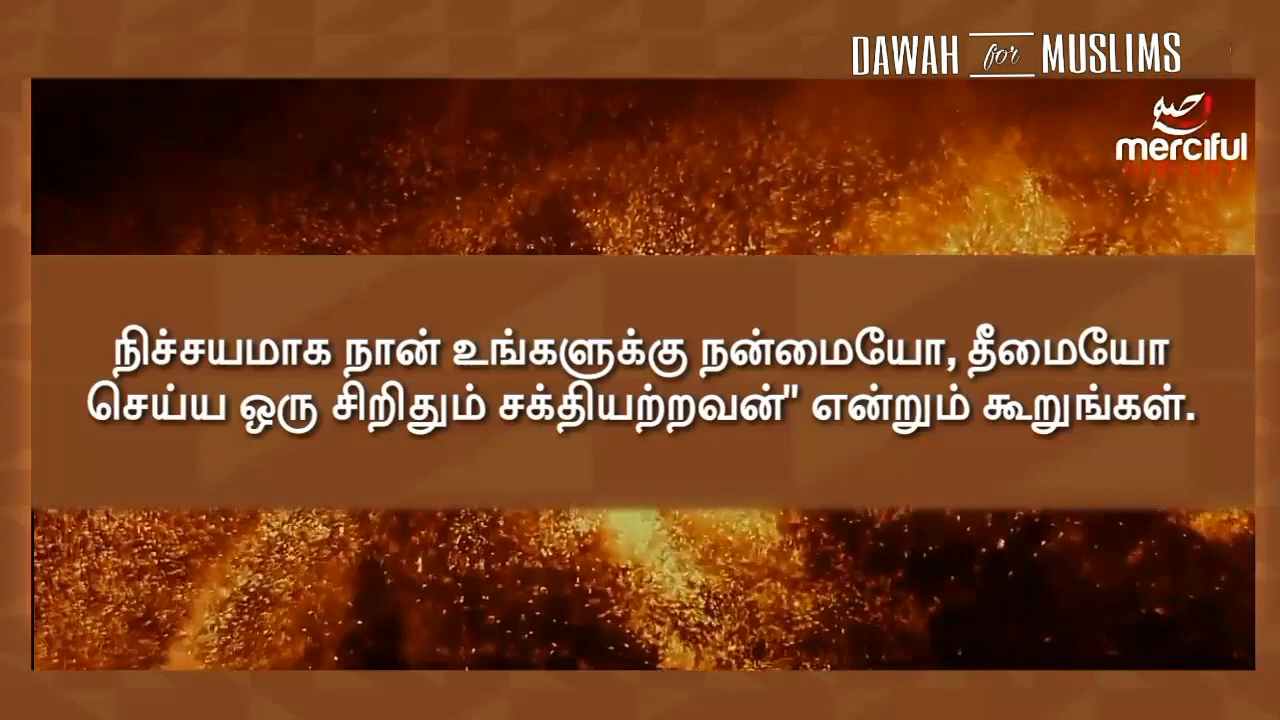 DAWAH for MUSLIMS
merciful
நிச்சயமாக நான் உங்களுக்கு நன்மையோ, தீமையோ
செய்ய ஒரு சிறிதும் சக்தியற்றவன்" என்றும் கூறுங்கள்.